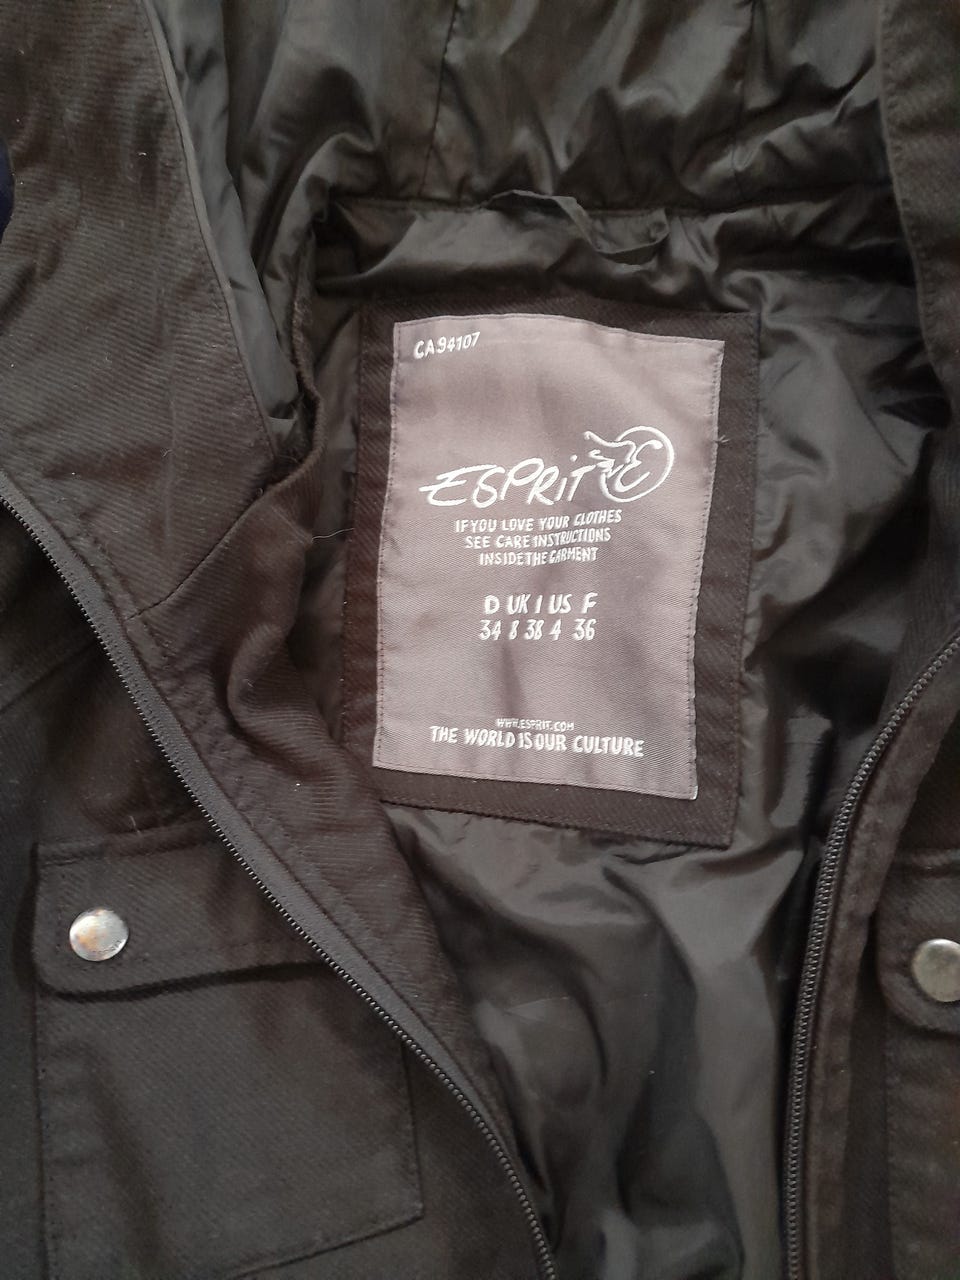 CA94107
ESPRIT E
IF YOU LOVE YOUR CLOTHES
SEE CARE INSTRUCTIONS
INSIDE THE GARMENT
D UK I US F
34 8 38 4 36
WWW.ESPRIT.COM
THE WORLD IS OUR CULTURE